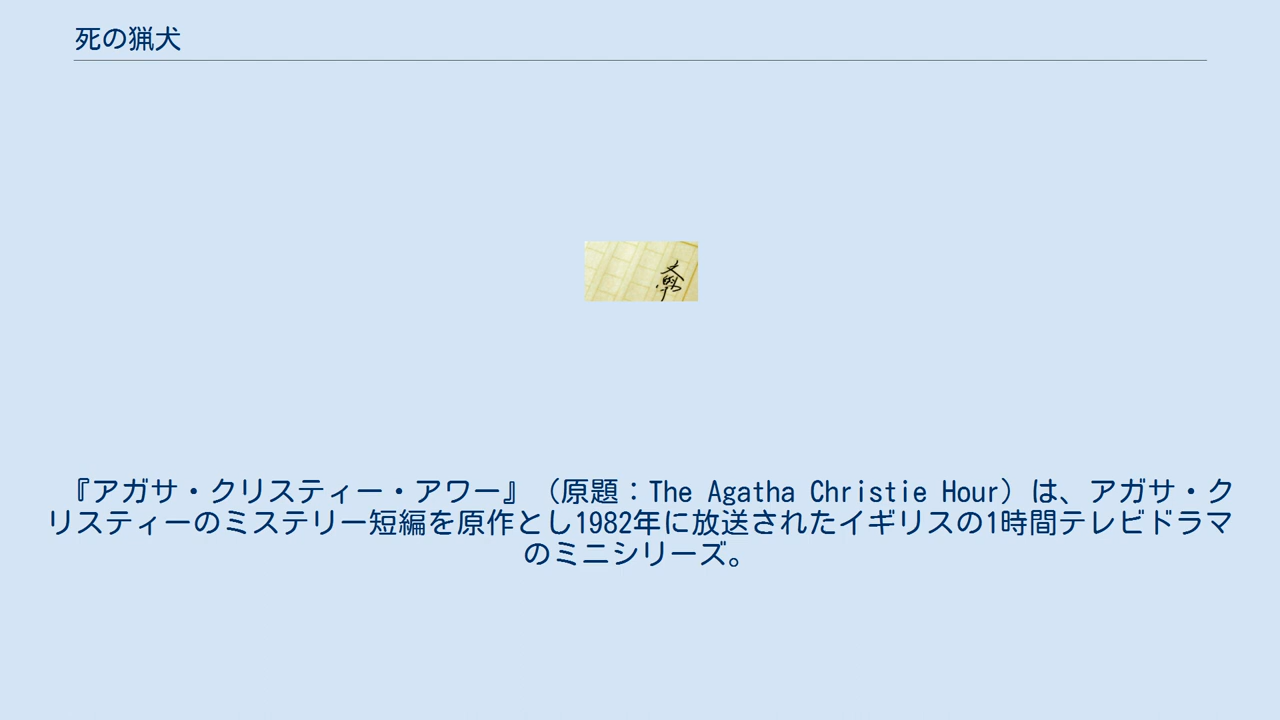 死の猟犬
『アガサ・クリスティー・アワー』（原題：The Agatha Christie Hour）は、アガサ・ク
リスティーのミステリー短編を原作とし1982年に放送されたイギリスの1時間テレビドラマ
のミニシリーズ。